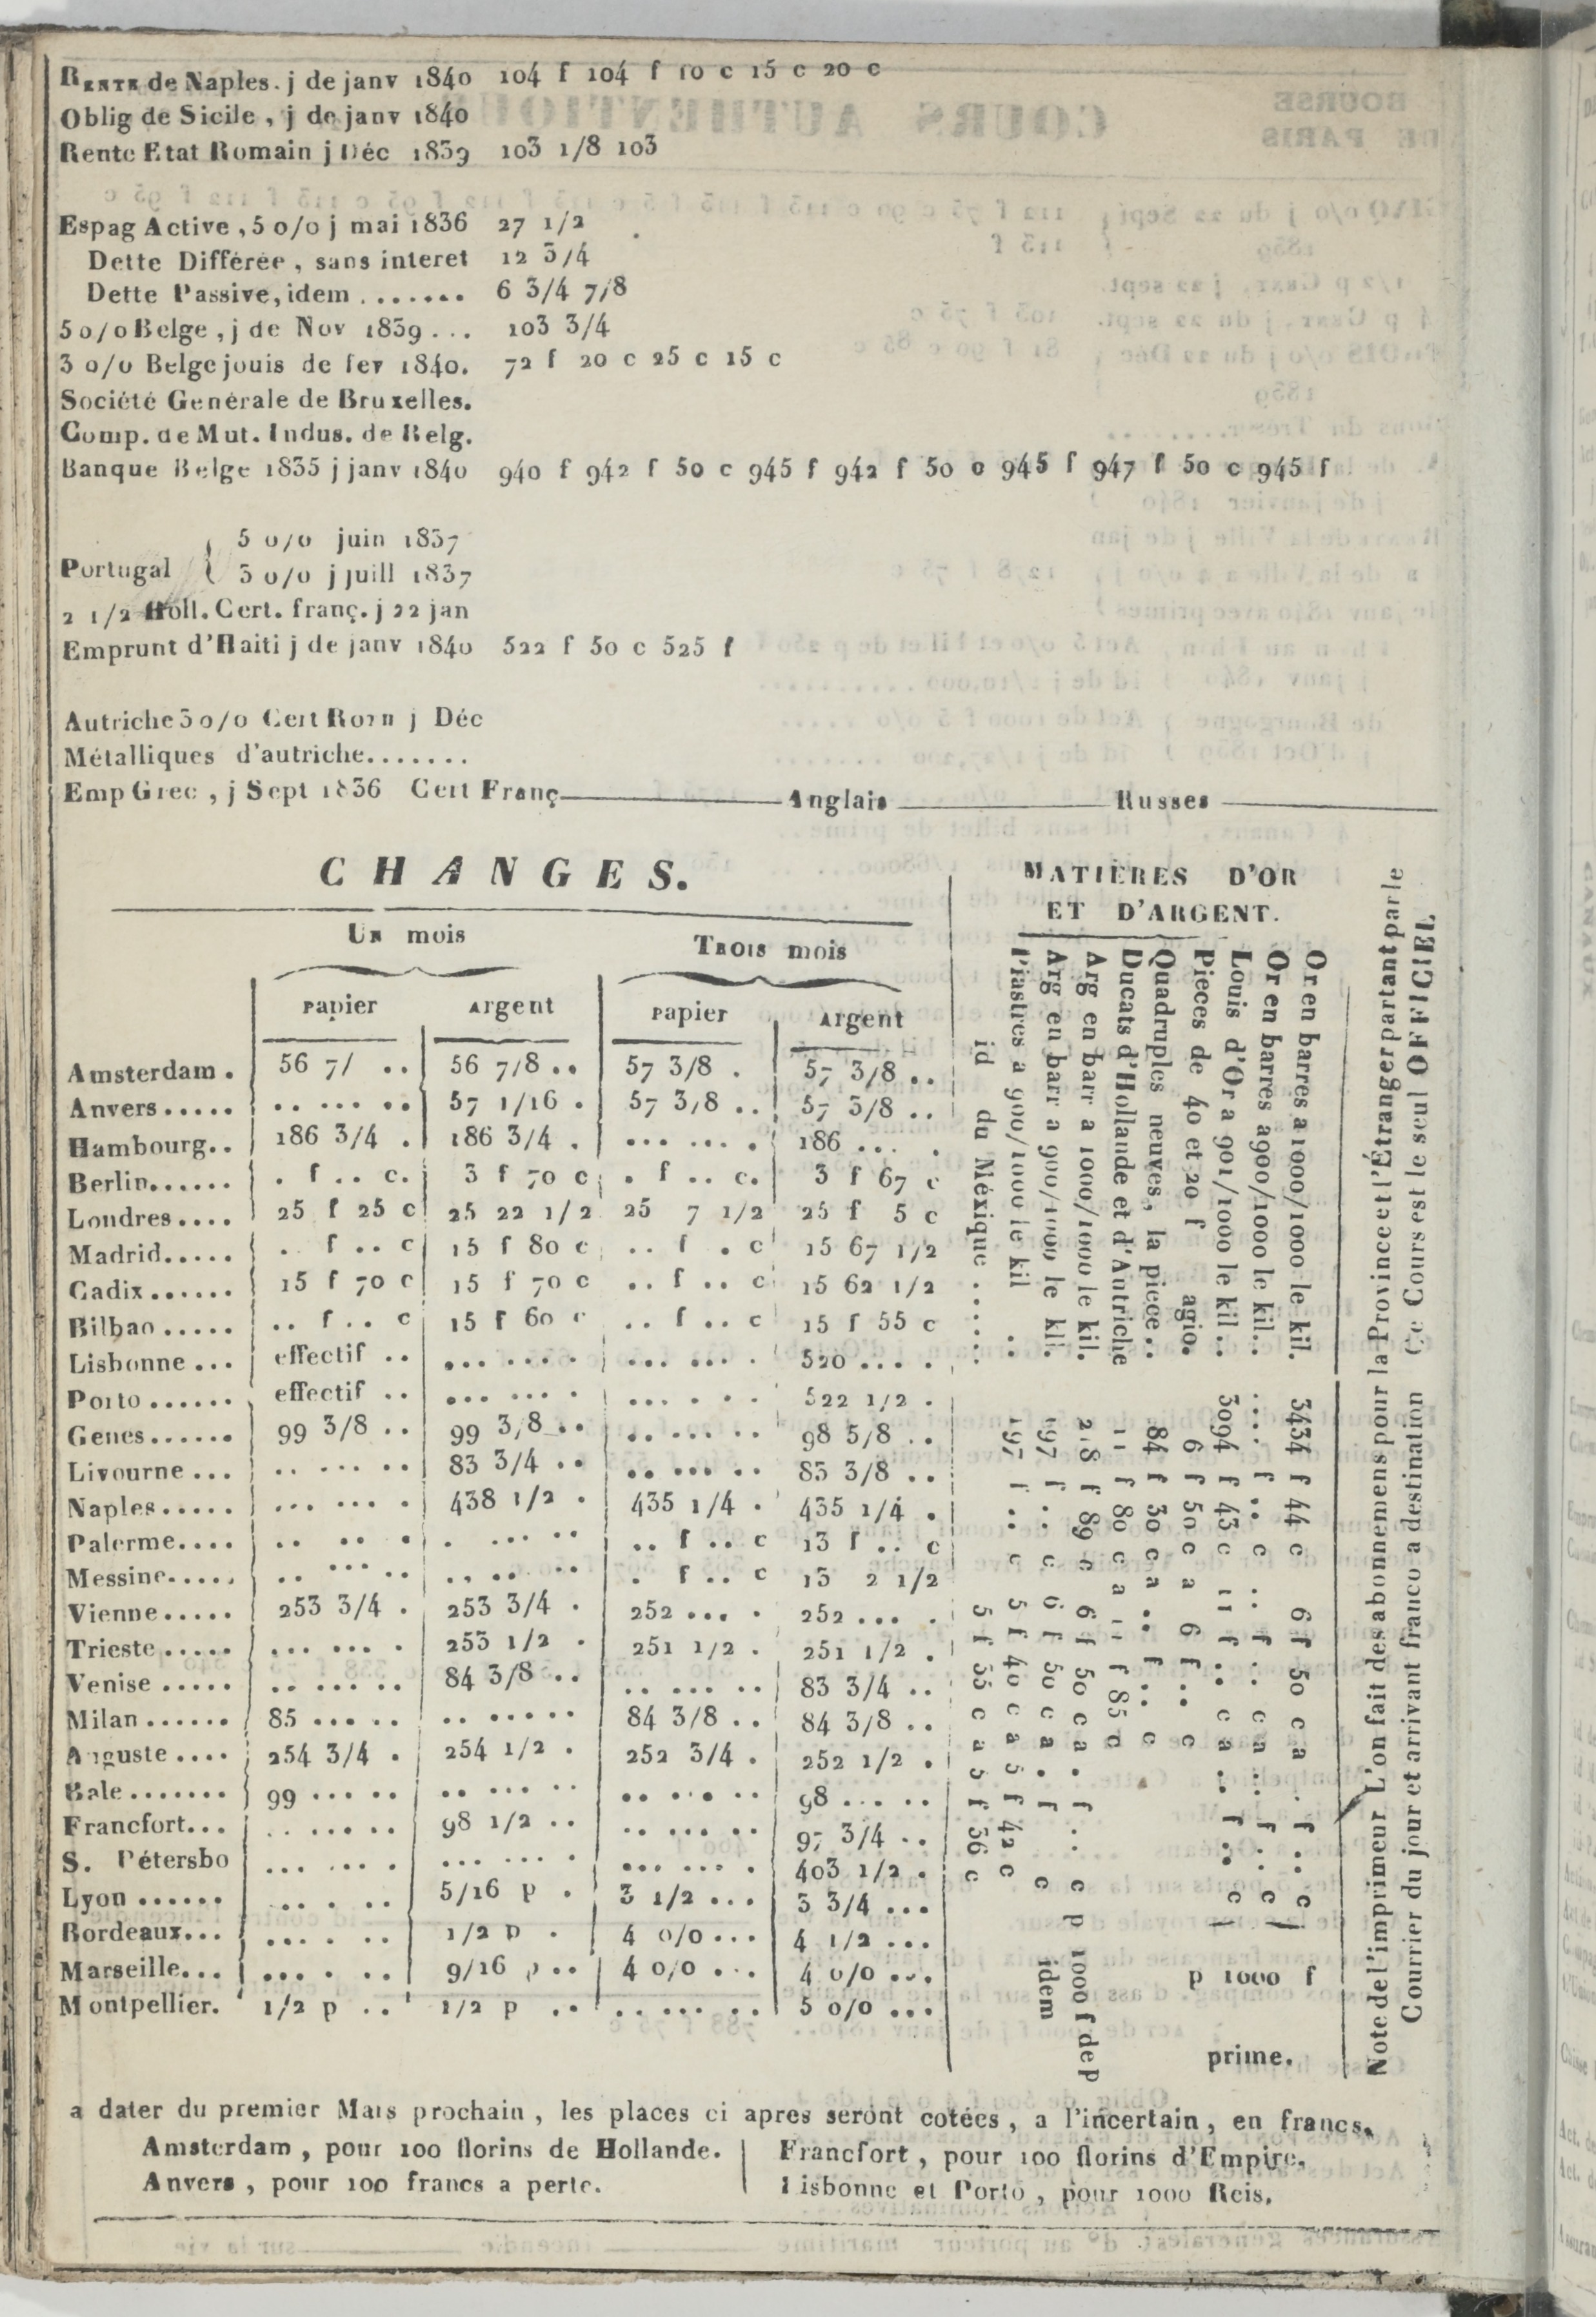 RENTE de Naples. j de janv 1840 104 f 104 f 10 c 15 c 20 c
Oblig de Sicile , j de janv 1840
Rente Etat Romain j Déc 1839 103 1/8 103
Espag Active , 5 o/o j mai 1836 27 1/2
Dette Différée , sans interet 12 3/4
Dette Passive, idem ....... 6 3/4 7/8
5 o/o Belge , j de Nov 1839 ... 103 3/4
3 o/o Belge jouis de fev 1840. 72 f 20 c 25 c 15 c
Société Genérale de Bruxelles.
Comp. de Mut. Indus. de Belg.
Banque Belge 1835 j janv 1840 940 f 942 f 50 c 945 f 942 f 50 c 945 f 947 f 50 c 945 f
5 o/o juin 1837
Portugal { 3 o/o j juill 1837
2 1/2 Holl. Cert. franç. j 22 jan
Emprunt d'Haiti j de janv 1840 522 f 50 c 525 f
Autriche 5 o/o Cert Rom j Déc
Métalliques d'autriche.......
Emp Grec , j Sept 1836 Cert Franç Anglais Russes
CHANGES.
Un mois Trois mois
papier Argent papier Argent
Amsterdam . 56 7/ .. 56 7/8 .. 57 3/8 . 57 3/8 ..
Anvers ..... .. ... .. 57 1/16 . 57 3/8 .. 57 3/8 ..
Hambourg.. 186 3/4 . 186 3/4 . ... ... . 186 ... .
Berlin...... . f .. c. 3 f 70 c . f .. c. 3 f 67 c
Londres .... 25 f 25 c 25 22 1/2 25 7 1/2 25 f 5 c
Madrid..... . f .. c 15 f 80 c .. f . c 15 67 1/2
Cadix ...... 15 f 70 c 15 f 70 c .. f .. c 15 62 1/2
Bilbao ..... .. f .. c 15 f 60 c .. f .. c 15 f 55 c
Lisbonne ... effectif .. ... ... . ... ... . 520 ... .
Porto ...... effectif .. ... ... . ... . . . 522 1/2 .
Genes...... 99 3/8 .. 99 3/8 .. .. ... .. 98 5/8 ..
Livourne ... .. ... .. 83 3/4 .. .. ... .. 83 3/8 ..
Naples..... ... ... . 438 1/2 . 435 1/4 . 435 1/4 .
Palerme.... .. .. . . ... .. .. f .. c 13 f .. c
Messine..... .. ... .. .. .. .. . f .. c 13 2 1/2
Vienne ..... 253 3/4 . 253 3/4 . 252 ... . 252 ... .
Trieste ..... ... ... . 253 1/2 . 251 1/2 . 251 1/2 .
Venise ..... .. ... .. 84 3/8 .. .. ... .. 83 3/4 ..
Milan ...... 85 ... .. .. ... .. 84 3/8 .. 84 3/8 ..
Auguste .... 254 3/4 . 254 1/2 . 252 3/4 . 252 1/2 .
Bale ....... 99 ... .. .. ... .. .. ... .. 98 ... ..
Francfort... .. ... .. 98 1/2 .. .. ... .. 97 3/4 ..
S. Pétersbo ... ... . ... ... . ... ... . 403 1/2 .
Lyon ...... .. . .. 5/16 p . 3 1/2 ... 3 3/4 ...
Bordeaux... ... . .. 1/2 p . 4 o/o ... 4 1/2 ...
Marseille... ... . .. 9/16 p .. 4 o/o ... 4 o/o ...
Montpellier. 1/2 p .. 1/2 p .. .. ... .. 5 o/o ...
MATIÈRES D'OR
ET D'ARGENT.
Or en barres a 1000/1000 le kil. 3434 f 44 c 6 f 50 c a . f .. c
Or en barres a 900/1000 le kil... ... f .. c .. f .. c a .. f .. c
Louis d'Or a 901/1000 le kil .. 3094 f 43 c 11 f .. c a . f .. c
p 1000 f
prime.
Pieces de 40 et 20 f agio. 6 f 50 c a 6 f .. c
Quadruples neuves, la piece .. 84 f 30 c a .. f .. c
Ducats d'Hollande et d'Autriche 11 f 80 c a 11 f 85 c
Arg en barr a 1000/1000 le kil. 218 f 89 c 6 f 50 c a . f .. c p 1000 f de p
Arg en barr a 900/1000 le kil. 197 f .. c 6 f 50 c a . f c idem
Piastres a 900/1000 le kil .. 197 f .. c 5 f 40 c a 5 f 42 c
id du Méxique ...... 5 f 35 c a 5 f 36 c
Note de l'imprimeur L'on fait des abonnemens pour la Province et l'Étranger partant par le
Courrier du jour et arrivant franco a destination Ce Cours est le seul OFFICIEL
a dater du premier Mars prochain , les places ci apres seront cotées , a l'incertain, en francs.
Amsterdam , pour 100 florins de Hollande. Francfort , pour 100 florins d'Empire.
Anvers , pour 100 francs a perte. Lisbonne et Porto , pour 1000 Reis.